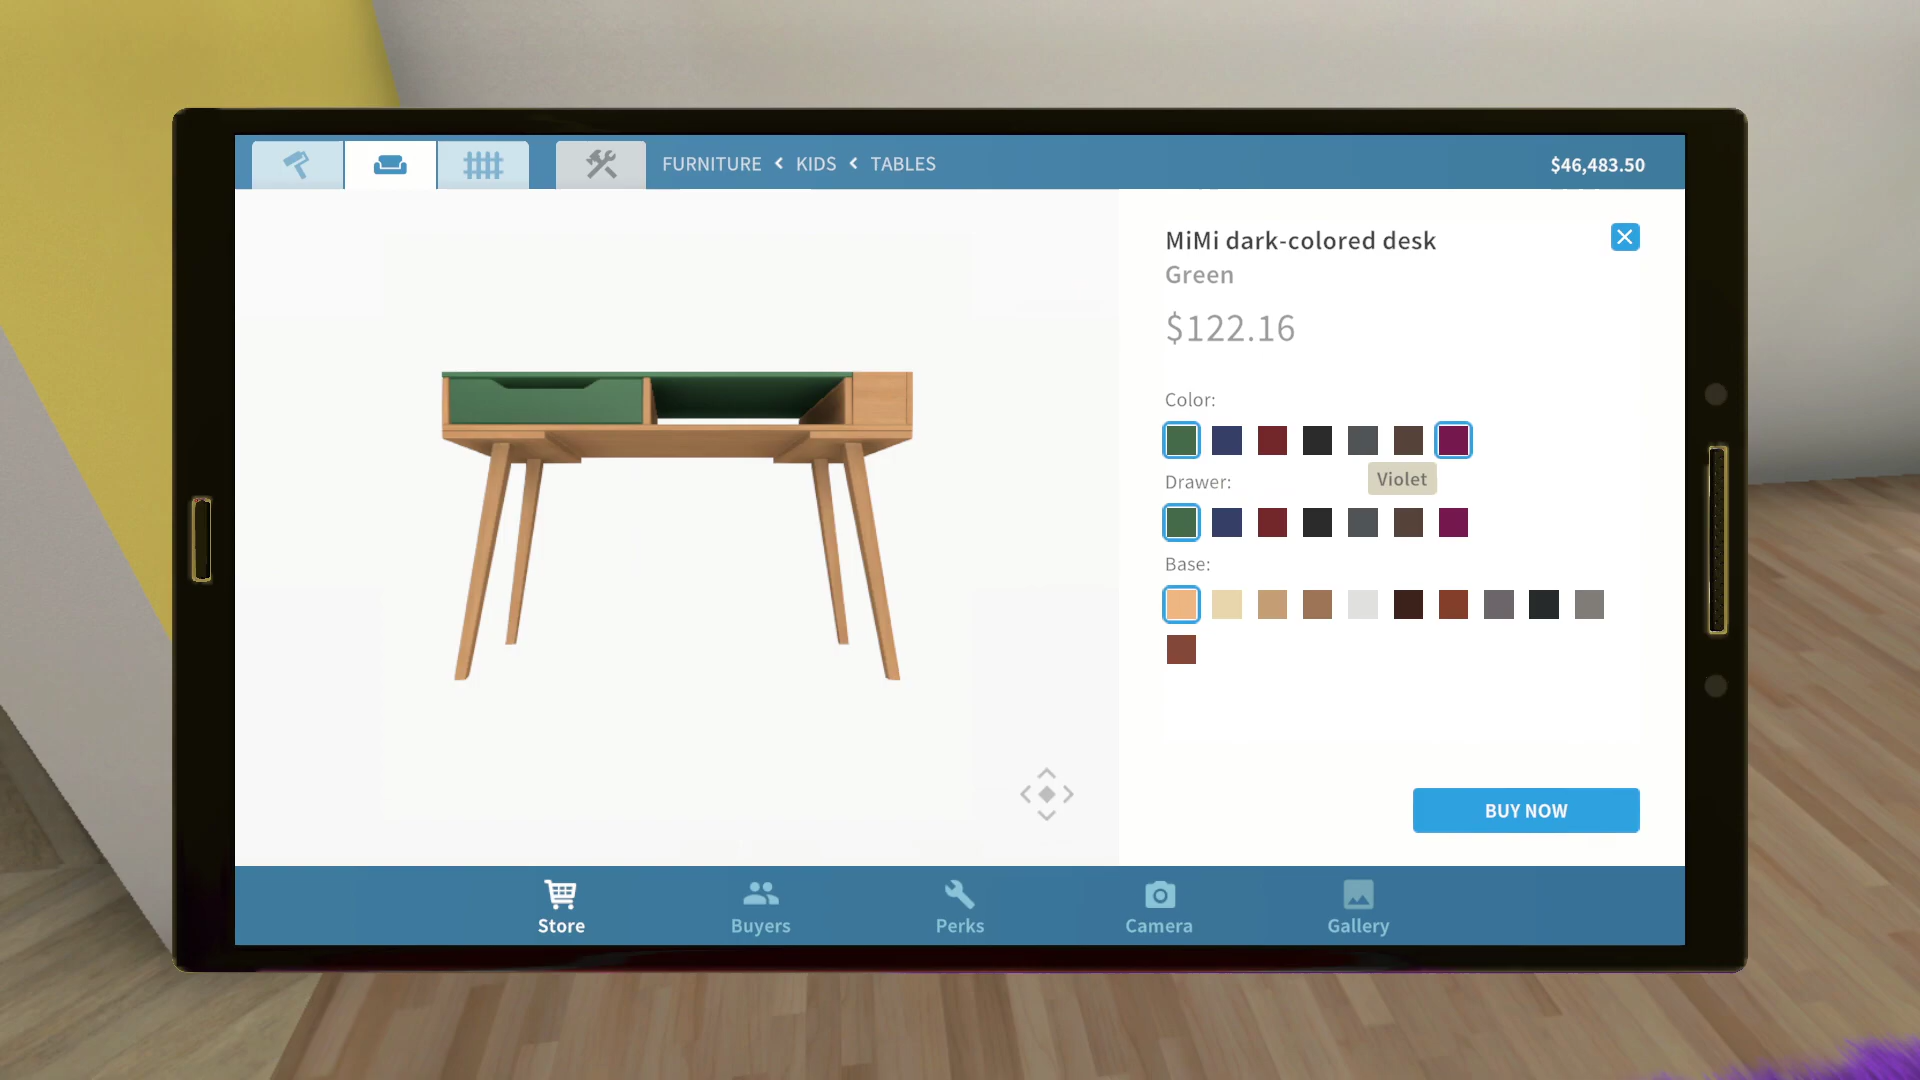 FURNITURE < KIDS < TABLES
$46,483.50
MiMi dark-colored desk
Green
$122.16
Color:
Violet
Drawer:
Base:
BUY NOW
Store
Buyers
Perks
Camera
Gallery